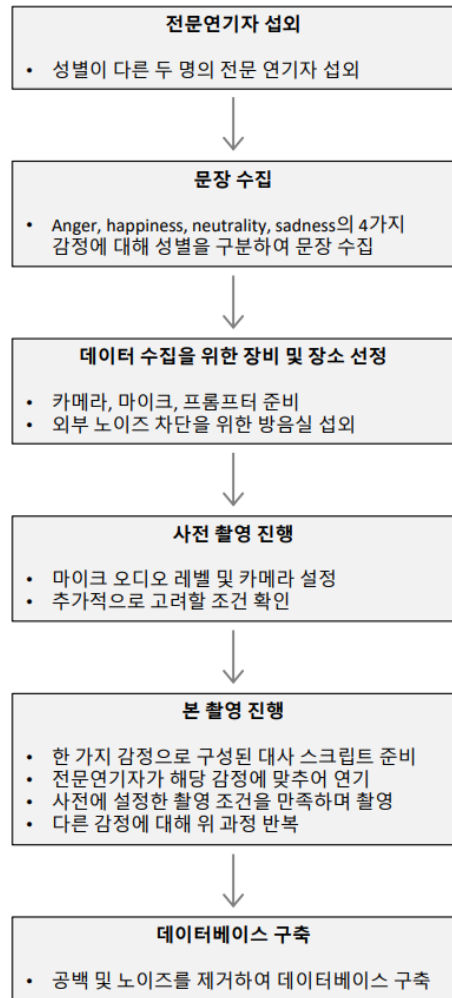 전문연기자 섭외
• 성별이 다른 두 명의 전문 연기자 섭외
문장 수집
• Anger, happiness, neutrality, sadness의 4가지
감정에 대해 성별을 구분하여 문장 수집
데이터 수집을 위한 장비 및 장소 선정
• 카메라, 마이크, 프롬프터 준비
• 외부 노이즈 차단을 위한 방음실 섭외
사전 촬영 진행
• 마이크 오디오 레벨 및 카메라 설정
• 추가적으로 고려할 조건 확인
본 촬영 진행
• 한 가지 감정으로 구성된 대사 스크립트 준비
• 전문연기자가 해당 감정에 맞추어 연기
• 사전에 설정한 촬영 조건을 만족하며 촬영
• 다른 감정에 대해 위 과정 반복
데이터베이스 구축
• 공백 및 노이즈를 제거하여 데이터베이스 구축